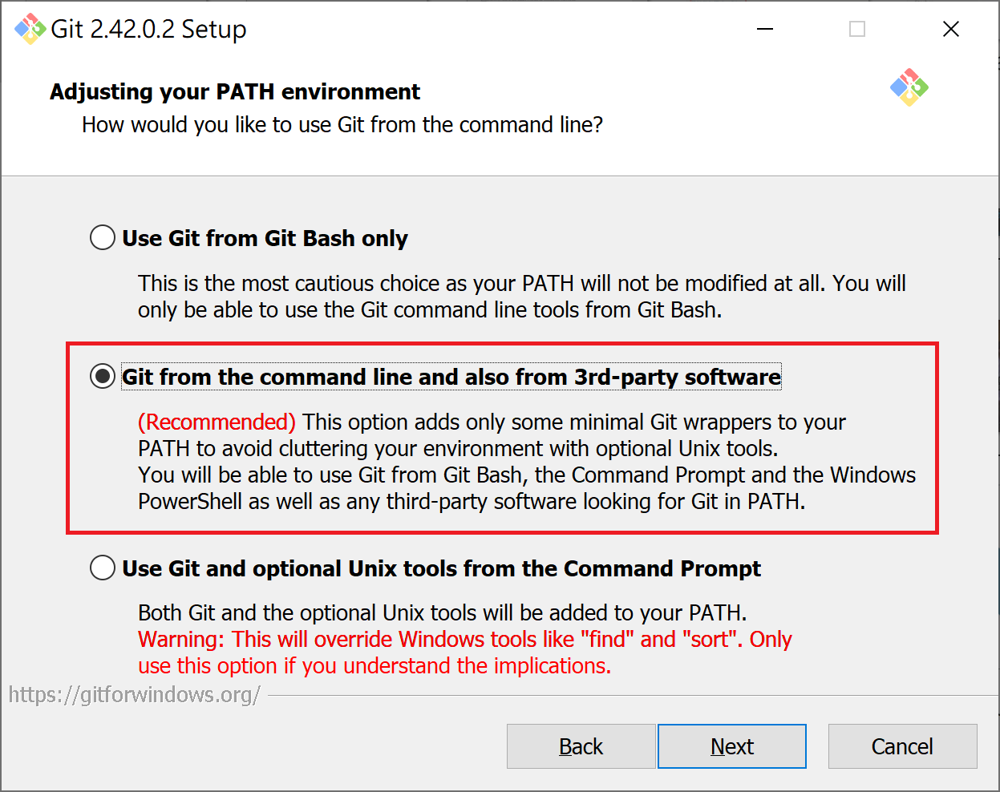 Git 2.42.0.2 Setup
Adjusting your PATH environment
How would you like to use Git from the command line?
Use Git from Git Bash only
This is the most cautious choice as your PATH will not be modified at all. You will
only be able to use the Git command line tools from Git Bash.
Git from the command line and also from 3rd-party software
(Recommended) This option adds only some minimal Git wrappers to your
PATH to avoid cluttering your environment with optional Unix tools.
You will be able to use Git from Git Bash, the Command Prompt and the Windows
PowerShell as well as any third-party software looking for Git in PATH.
Use Git and optional Unix tools from the Command Prompt
Both Git and the optional Unix tools will be added to your PATH.
Warning: This will override Windows tools like "find" and "sort". Only
use this option if you understand the implications.
https://gitforwindows.org/
Back
Next
Cancel